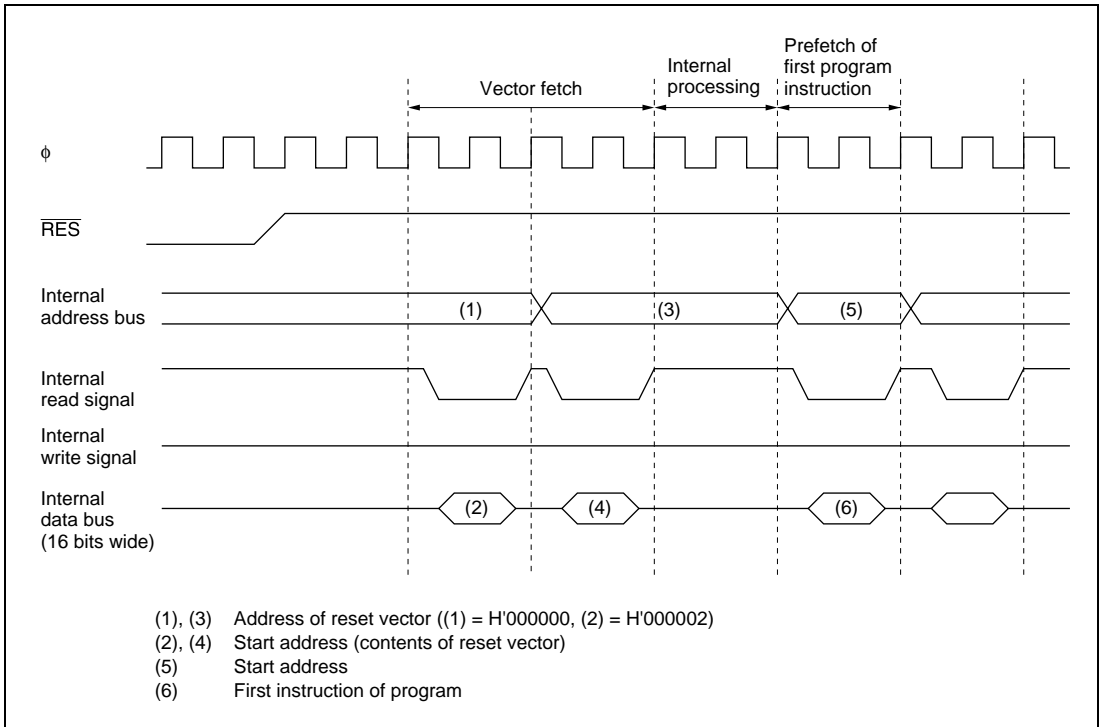 Prefetch of
first program
instruction
Internal
processing
Vector fetch
ϕ
RES
Internal
address bus
(1)
(3)
(5)
Internal
read signal
Internal
write signal
Internal
data bus
(16 bits wide)
(2)
(4)
(6)
(1), (3) Address of reset vector ((1) = H'000000, (2) = H'000002)
(2), (4) Start address (contents of reset vector)
(5) Start address
(6) First instruction of program